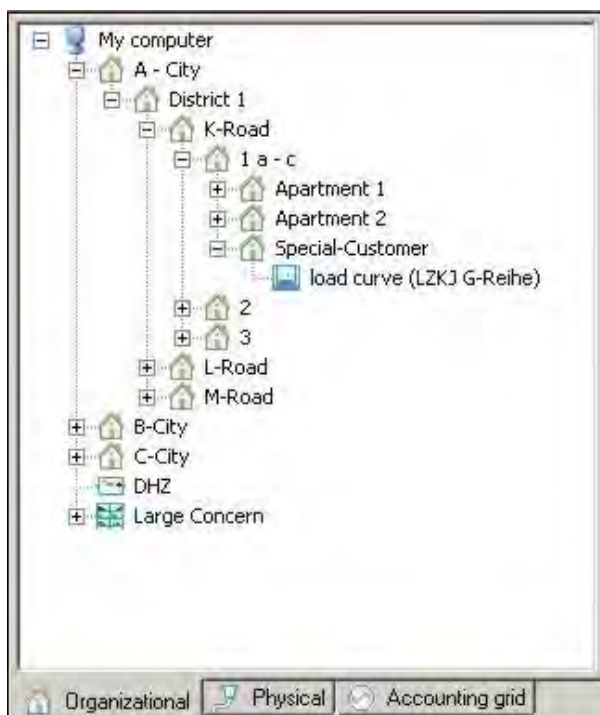 My computer
A - City
District 1
K-Road
1 a - c
Apartment 1
Apartment 2
Special-Customer
load curve (LZKJ G-Reihe)
2
3
L-Road
M-Road
B-City
C-City
DHZ
Large Concern
Organizational Physical Accounting grid